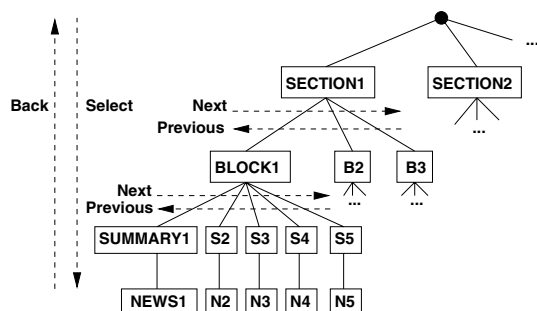 ...
SECTION1 SECTION2
Back Select Next
Previous ...
BLOCK1 B2 B3
Next
... ...
Previous
SUMMARY1 S2 S3 S4 S5
NEWS1 N2 N3 N4 N5